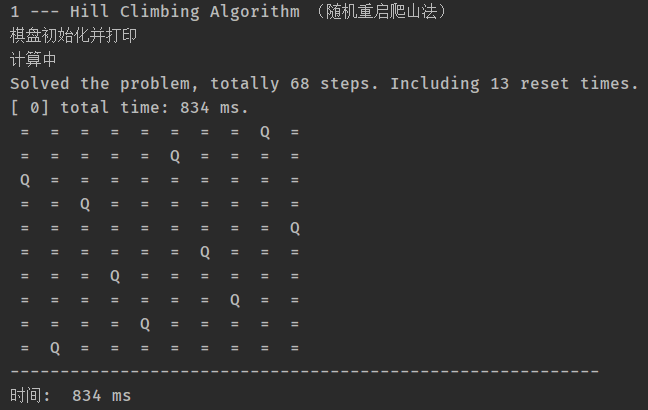 1 --- Hill Climbing Algorithm （随机重启爬山法）
棋盘初始化并打印
计算中
Solved the problem, totally 68 steps. Including 13 reset times.
[ 0] total time: 834 ms.
= = = = = = = = Q =
= = = = = Q = = = =
Q = = = = = = = = =
= = Q = = = = = = =
= = = = = = = = = Q
= = = = = = Q = = =
= = = Q = = = = = =
= = = = = = = Q = =
= = = = Q = = = = =
= Q = = = = = = = =
-----------------------------------------------------------
时间:  834 ms